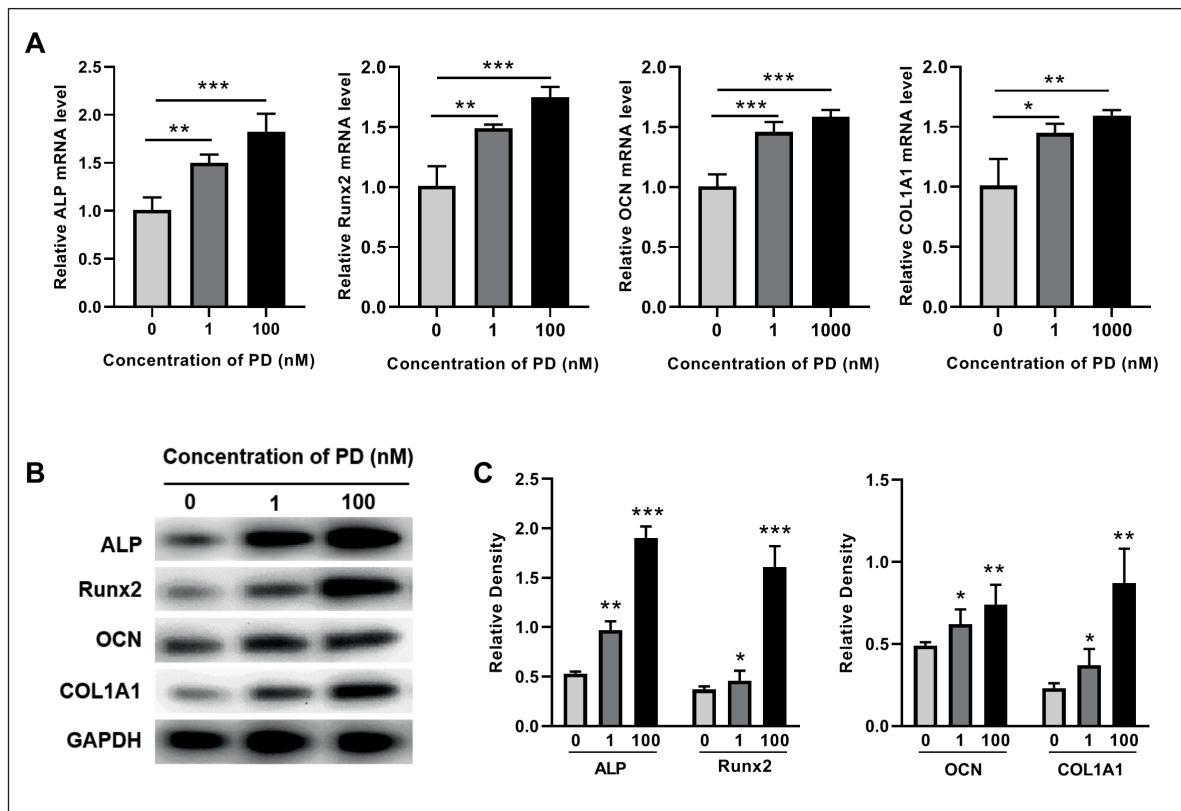 A
Relative ALP mRNA level
2.5
2.0
1.5
1.0
0.5
0.0
***
**
0 1 100
Concentration of PD (nM)
Relative Runx2 mRNA level
2.0
1.5
1.0
0.5
0.0
***
**
0 1 100
Concentration of PD (nM)
Relative OCN mRNA level
2.0
1.5
1.0
0.5
0.0
***
***
0 1 1000
Concentration of PD (nM)
Relative COL1A1 mRNA level
2.0
1.5
1.0
0.5
0.0
**
*
0 1 1000
Concentration of PD (nM)
B
Concentration of PD (nM)
0 1 100
ALP
Runx2
OCN
COL1A1
GAPDH
C
Relative Density
2.5
2.0
1.5
1.0
0.5
0.0
** *** * ***
0 1 100 0 1 100
ALP Runx2
Relative Density
1.5
1.0
0.5
0.0
* ** * **
0 1 100 0 1 100
OCN COL1A1